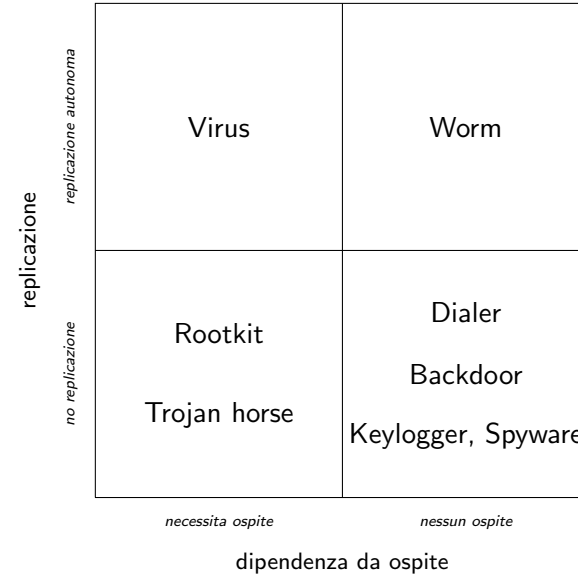 replicazione
replicazione autonoma
Virus
Worm
no replicazione
Rootkit
Trojan horse
Dialer
Backdoor
Keylogger, Spyware
necessita ospite
nessun ospite
dipendenza da ospite